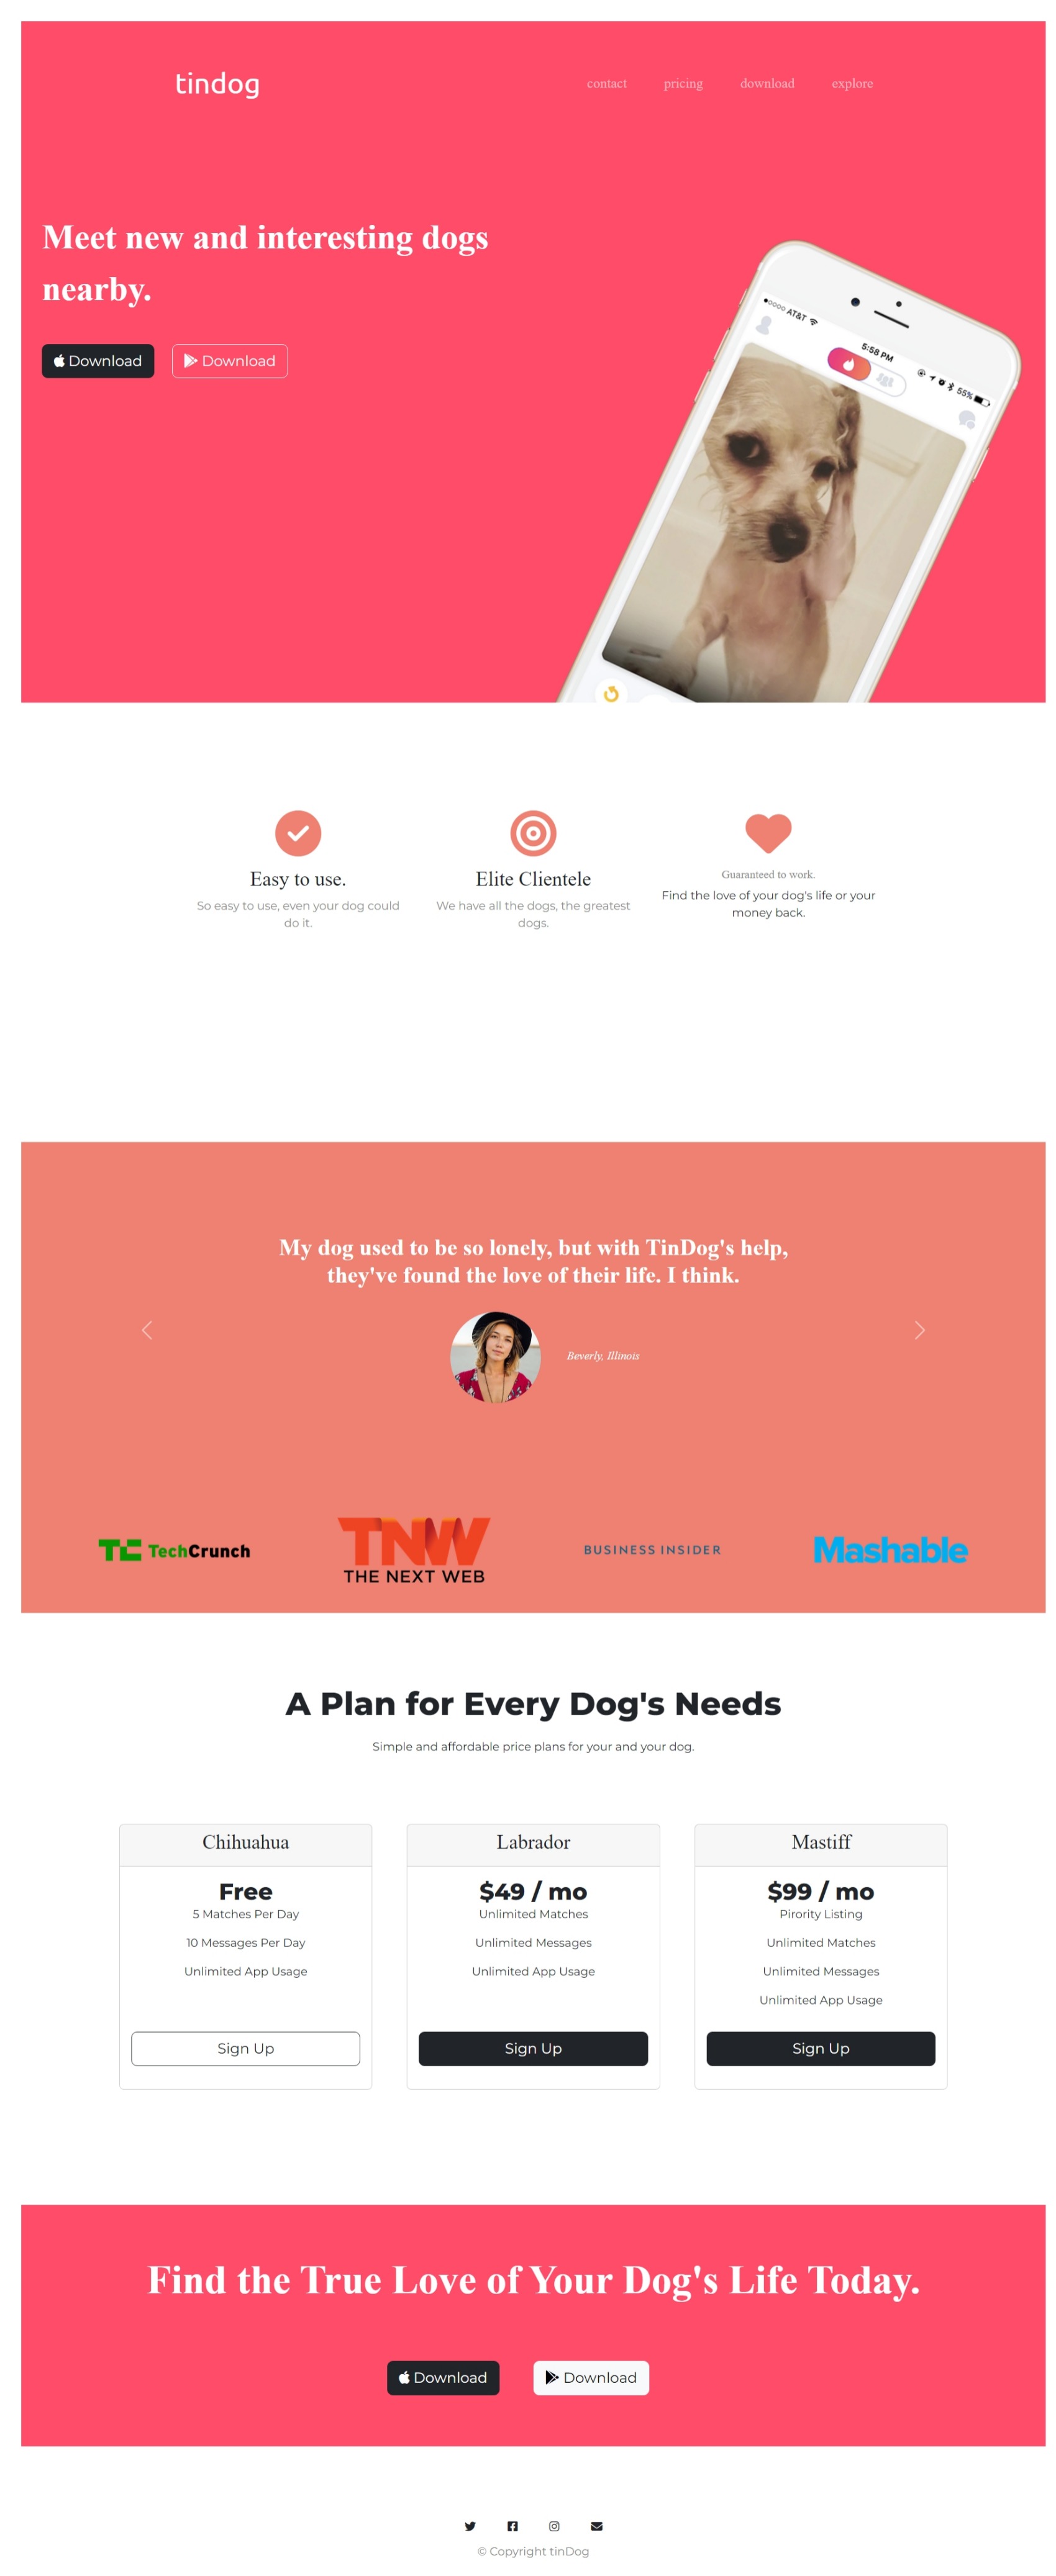 tindog
contact pricing download explore
Meet new and interesting dogs
nearby.
Download Download
AT&T 5:58 PM 55%
Easy to use. Elite Clientele Guaranteed to work.
So easy to use, even your dog could
do it.
We have all the dogs, the greatest
dogs.
Find the love of your dog's life or your
money back.
My dog used to be so lonely, but with TinDog's help,
they've found the love of their life. I think.
Beverly, Illinois
TC TechCrunch
TNW
THE NEXT WEB
BUSINESS INSIDER
Mashable
A Plan for Every Dog's Needs
Simple and affordable price plans for your and your dog.
Chihuahua
Free
5 Matches Per Day
10 Messages Per Day
Unlimited App Usage
Sign Up
Labrador
$49 / mo
Unlimited Matches
Unlimited Messages
Unlimited App Usage
Sign Up
Mastiff
$99 / mo
Pirority Listing
Unlimited Matches
Unlimited Messages
Unlimited App Usage
Sign Up
Find the True Love of Your Dog's Life Today.
Download Download
© Copyright tinDog